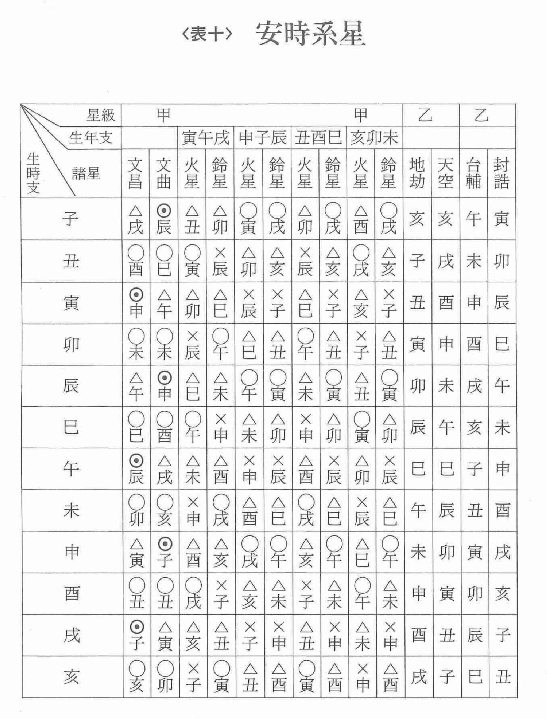 〈表十〉 安時系星
星級 甲 甲 乙 乙
生年支 寅午戌 申子辰 丑酉巳 亥卯未
生時支 諸星 文昌 文曲 火星 鈴星 火星 鈴星 火星 鈴星 火星 鈴星 地劫 天空 台輔 封誥
子 △戌 ⊙辰 △丑 △卯 ○寅 ○戌 △卯 ○戌 △酉 ○戌 亥 亥 午 寅
丑 ○酉 ○巳 ○寅 ×辰 △卯 △亥 ×辰 △亥 ○戌 △亥 子 戌 未 卯
寅 ⊙申 △午 △卯 △巳 ×辰 ×子 △巳 ×子 △亥 ×子 丑 酉 申 辰
卯 ○未 ○未 ×辰 ○午 △巳 △丑 ○午 △丑 ×子 △丑 寅 申 酉 巳
辰 △午 ⊙申 △巳 △未 ○午 ○寅 △未 ○寅 △丑 ○寅 卯 未 戌 午
巳 ○巳 ○酉 ○午 ×申 △未 △卯 ×申 △卯 ○寅 △卯 辰 午 亥 未
午 ⊙辰 △戌 △未 △酉 ×申 ×辰 △酉 ×辰 △卯 ×辰 巳 巳 子 申
未 ○卯 ○亥 ×申 ○戌 △酉 △巳 ○戌 △巳 ×辰 △巳 午 辰 丑 酉
申 △寅 ⊙子 △酉 △亥 ○戌 ○午 △亥 ○午 △巳 ○午 未 卯 寅 戌
酉 ○丑 ○丑 ○戌 ×子 △亥 △未 ×子 △未 ○午 △未 申 寅 卯 亥
戌 ⊙子 △寅 △亥 △丑 ×子 ×申 △丑 ×申 △未 ×申 酉 丑 辰 子
亥 ○亥 ○卯 ×子 ○寅 △丑 △酉 ○寅 △酉 ×申 △酉 戌 子 巳 丑